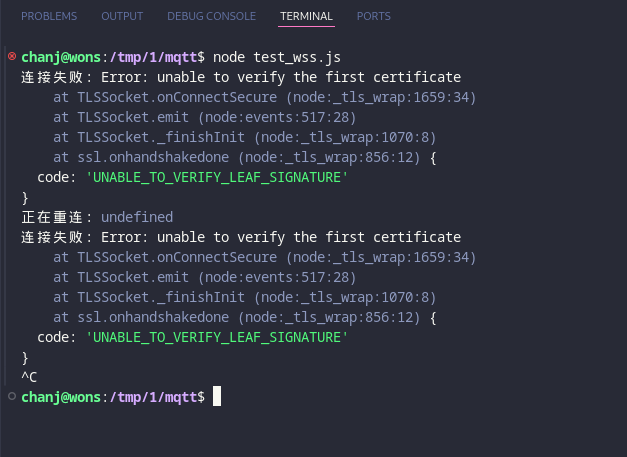 PROBLEMS OUTPUT DEBUG CONSOLE TERMINAL PORTS
chanj@wons:/tmp/1/mqtt$ node test_wss.js
连接失败: Error: unable to verify the first certificate
    at TLSSocket.onConnectSecure (node:_tls_wrap:1659:34)
    at TLSSocket.emit (node:events:517:28)
    at TLSSocket._finishInit (node:_tls_wrap:1070:8)
    at ssl.onhandshakedone (node:_tls_wrap:856:12) {
  code: 'UNABLE_TO_VERIFY_LEAF_SIGNATURE'
}
正在重连: undefined
连接失败: Error: unable to verify the first certificate
    at TLSSocket.onConnectSecure (node:_tls_wrap:1659:34)
    at TLSSocket.emit (node:events:517:28)
    at TLSSocket._finishInit (node:_tls_wrap:1070:8)
    at ssl.onhandshakedone (node:_tls_wrap:856:12) {
  code: 'UNABLE_TO_VERIFY_LEAF_SIGNATURE'
}
^C
chanj@wons:/tmp/1/mqtt$